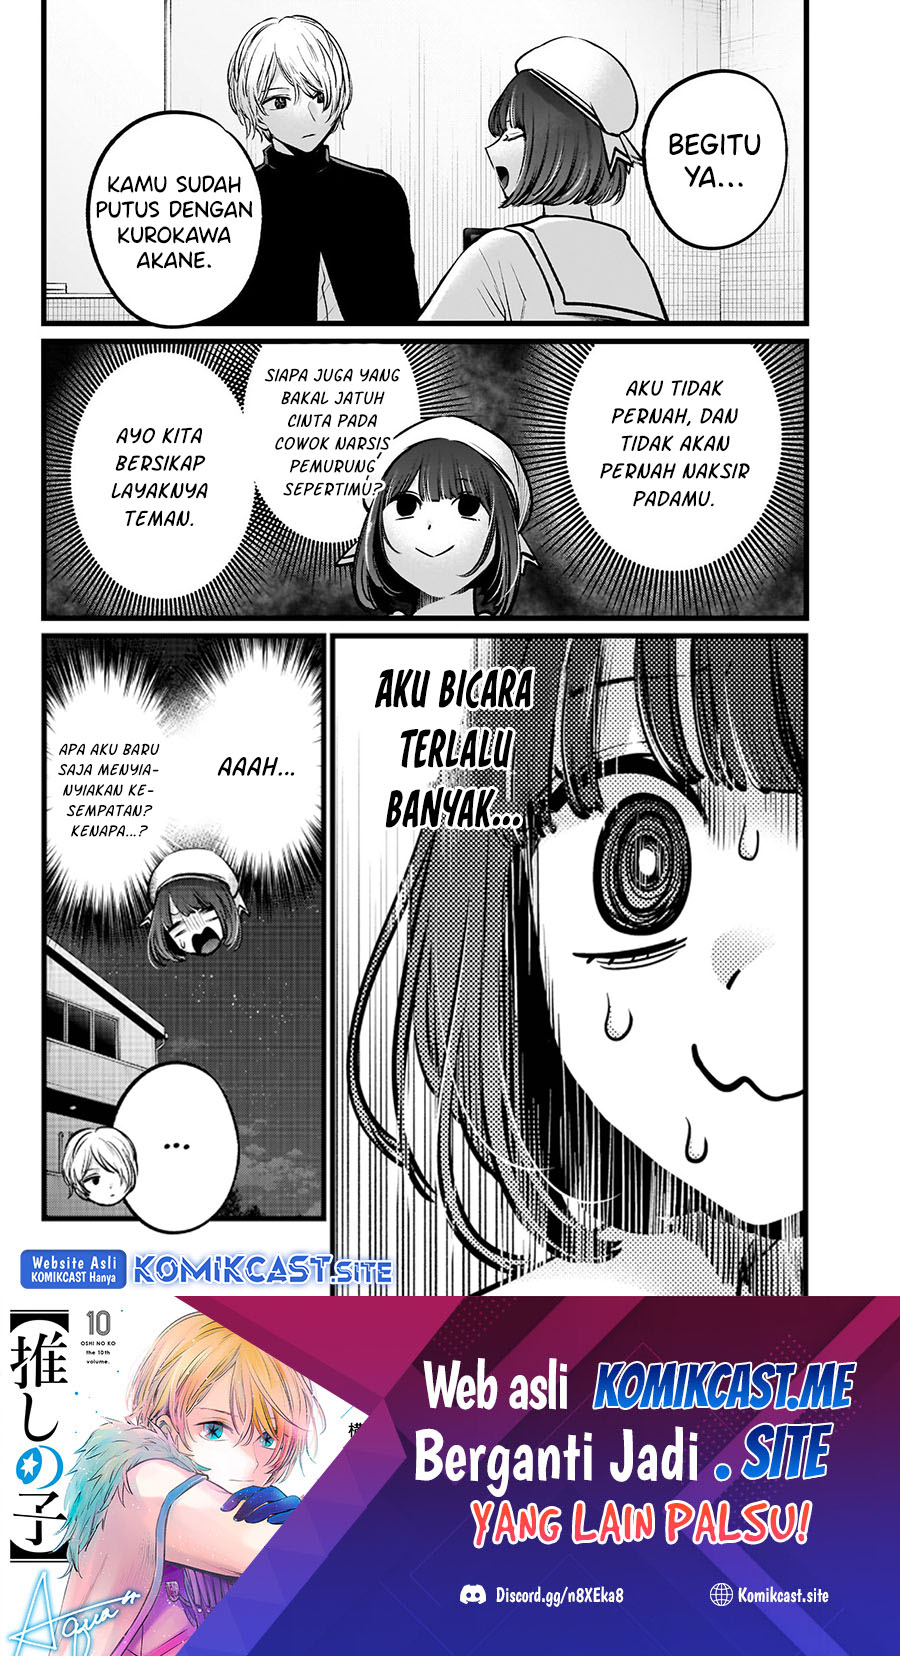 BEGITU
YA...
KAMU SUDAH
PUTUS DENGAN
KUROKAWA
AKANE.
AKU TIDAK
PERNAH, DAN
TIDAK AKAN
PERNAH NAKSIR
PADAMU.
SIAPA JUGA YANG
BAKAL JATUH
CINTA PADA
COWOK NARSIS
PEMURUNG
SEPERTIMU?
AYO KITA
BERSIKAP
LAYAKNYA
TEMAN.
AKU BICARA
TERLALU
BANYAK...
AAAH...
APA AKU BARU
SAJA MENYIA-
NYIAKAN KE-
SEMPATAN?
KENAPA...?
...
Website Asli
KOMIKCAST Hanya
KOMIKCAST.SITE
10
OSHI NO KO
the 10th
volume.
【推しの子】
横
Aqua
Web asli KOMIKCAST.ME
Berganti Jadi .SITE
YANG LAIN PALSU!
Discord.gg/n8XEka8
Komikcast.site